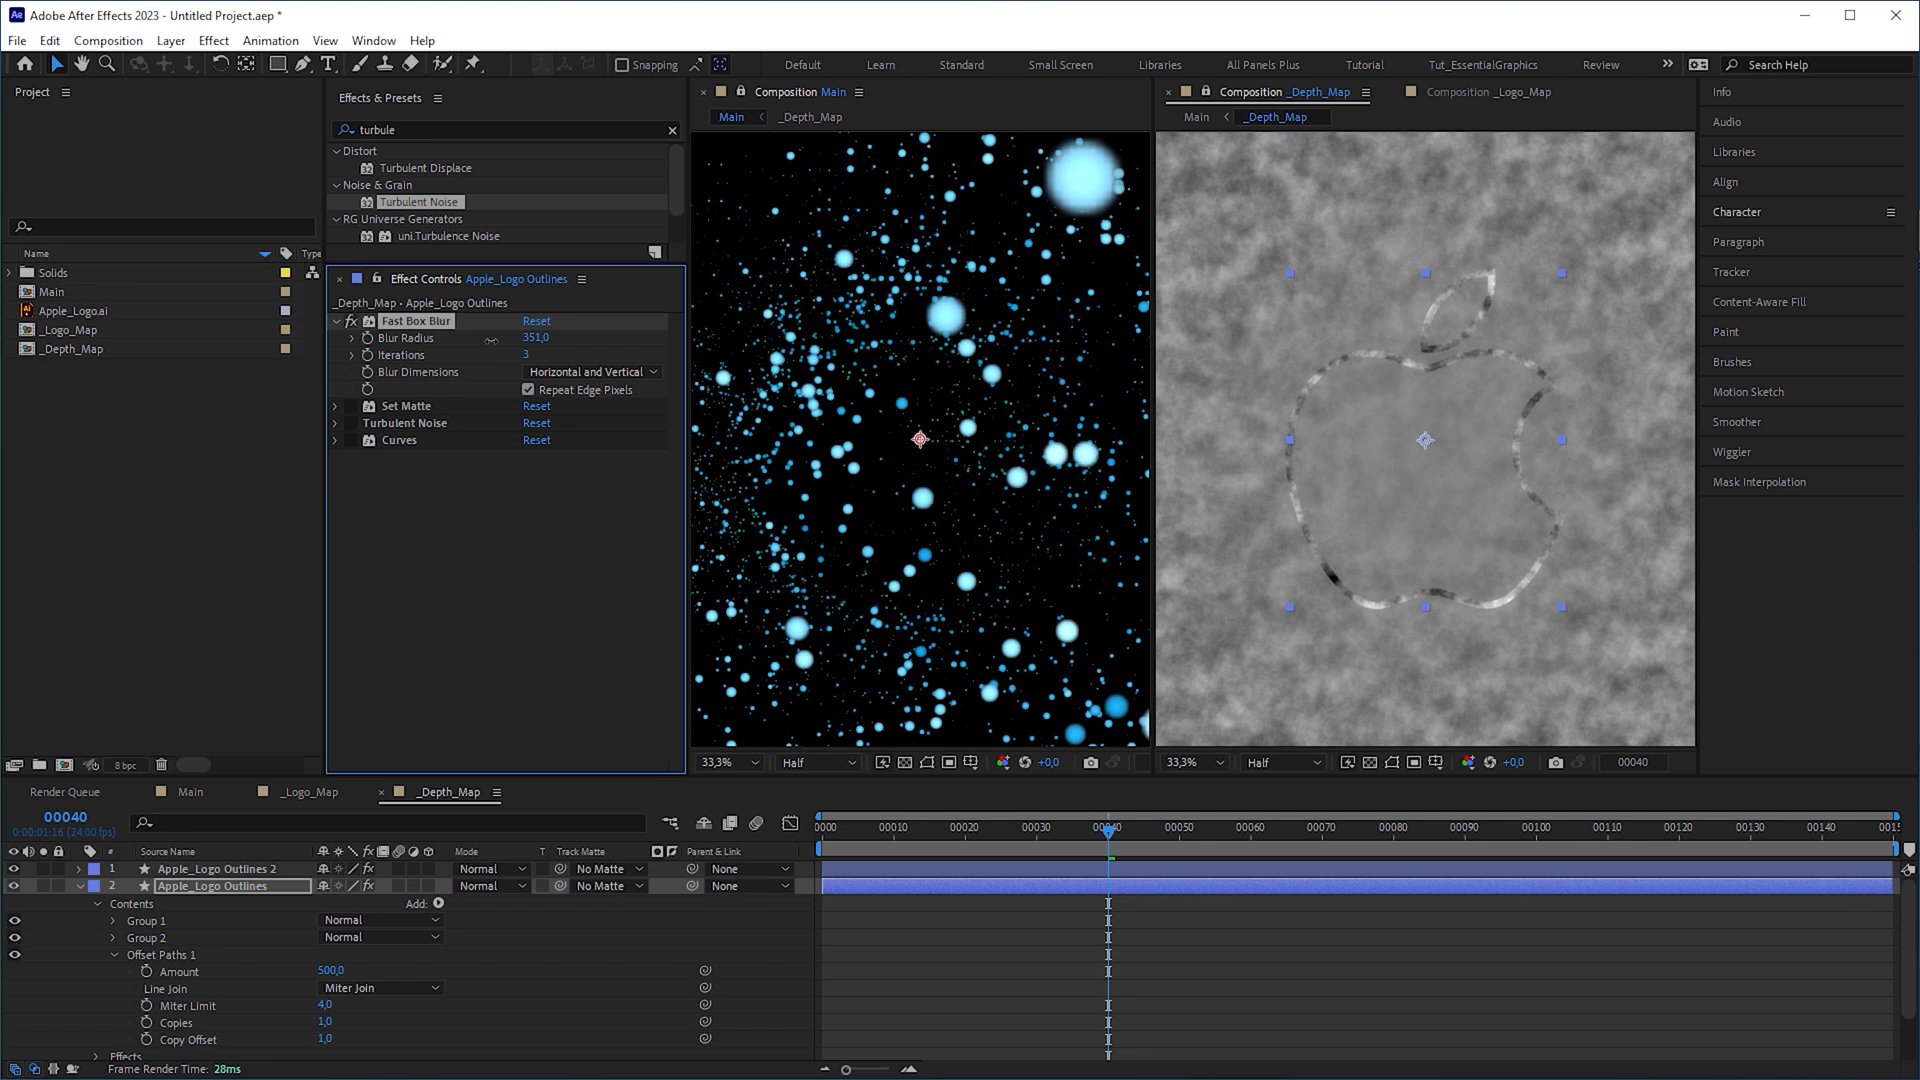 Adobe After Effects 2023 - Untitled Project.aep *
File Edit Composition Layer Effect Animation View Window Help
Snapping Default Learn Standard Small Screen Libraries All Panels Plus Tutorial Tut_EssentialGraphics Review Search Help
Project
Name Type
Solids
Main
Apple_Logo.ai
_Logo_Map
_Depth_Map
8 bpc
Effects & Presets
turbule
Distort
Turbulent Displace
Noise & Grain
Turbulent Noise
RG Universe Generators
uni.Turbulence Noise
Effect Controls Apple_Logo Outlines
_Depth_Map • Apple_Logo Outlines
fx Fast Box Blur Reset
Blur Radius 351,0
Iterations 3
Blur Dimensions Horizontal and Vertical
Repeat Edge Pixels
Set Matte Reset
Turbulent Noise Reset
Curves Reset
Composition Main
Main _Depth_Map
33,3% Half +0,0
Composition _Depth_Map Composition _Logo_Map
Main _Depth_Map
33,3% Half +0,0 00040
Info
Audio
Libraries
Align
Character
Paragraph
Tracker
Content-Aware Fill
Paint
Brushes
Motion Sketch
Smoother
Wiggler
Mask Interpolation
Render Queue Main _Logo_Map _Depth_Map
00040
0:00:01:16 (24.00 fps)
0000 00010 00020 00030 00040 00050 00060 00070 00080 00090 00100 00110 00120 00130 00140 0015
# Source Name fx Mode T Track Matte Parent & Link
1 Apple_Logo Outlines 2 fx Normal No Matte None
2 Apple_Logo Outlines fx Normal No Matte None
Contents Add:
Group 1 Normal
Group 2 Normal
Offset Paths 1
Amount 500,0
Line Join Miter Join
Miter Limit 4,0
Copies 1,0
Copy Offset 1,0
Effects
Frame Render Time: 28ms